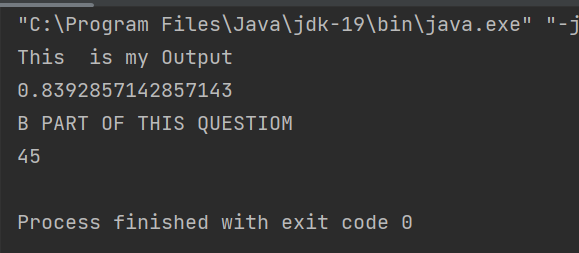 "C:\Program Files\Java\jdk-19\bin\java.exe" "-j
This  is my Output
0.8392857142857143
B PART OF THIS QUESTIOM
45
Process finished with exit code 0